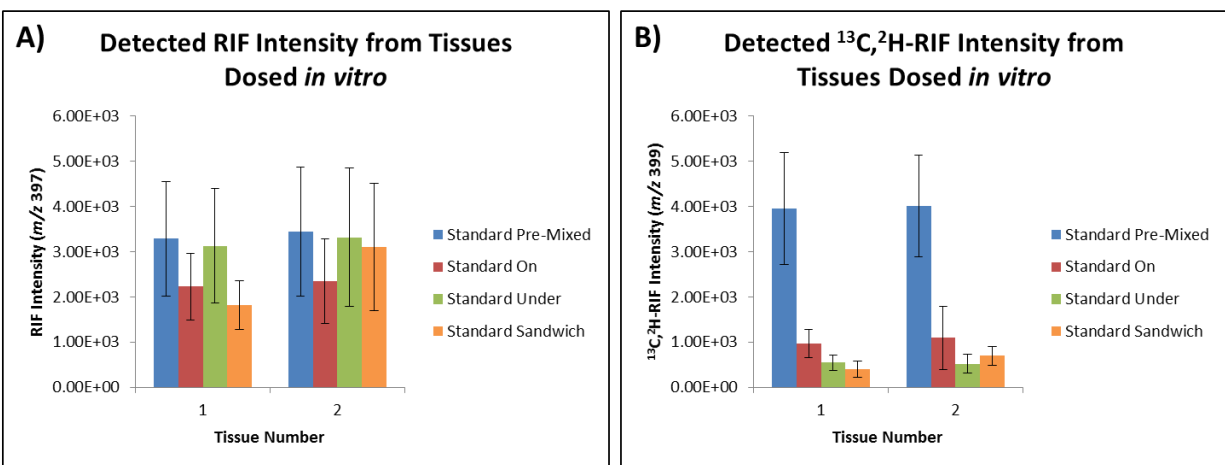 A)
Detected RIF Intensity from Tissues
Dosed in vitro
RIF Intensity (m/z 397)
6.00E+03
5.00E+03
4.00E+03
3.00E+03
2.00E+03
1.00E+03
0.00E+00
1
2
Tissue Number
Standard Pre-Mixed
Standard On
Standard Under
Standard Sandwich
B)
Detected ¹³C,²H-RIF Intensity from
Tissues Dosed in vitro
¹³C,²H-RIF Intensity (m/z 399)
6.00E+03
5.00E+03
4.00E+03
3.00E+03
2.00E+03
1.00E+03
0.00E+00
1
2
Tissue Number
Standard Pre-Mixed
Standard On
Standard Under
Standard Sandwich